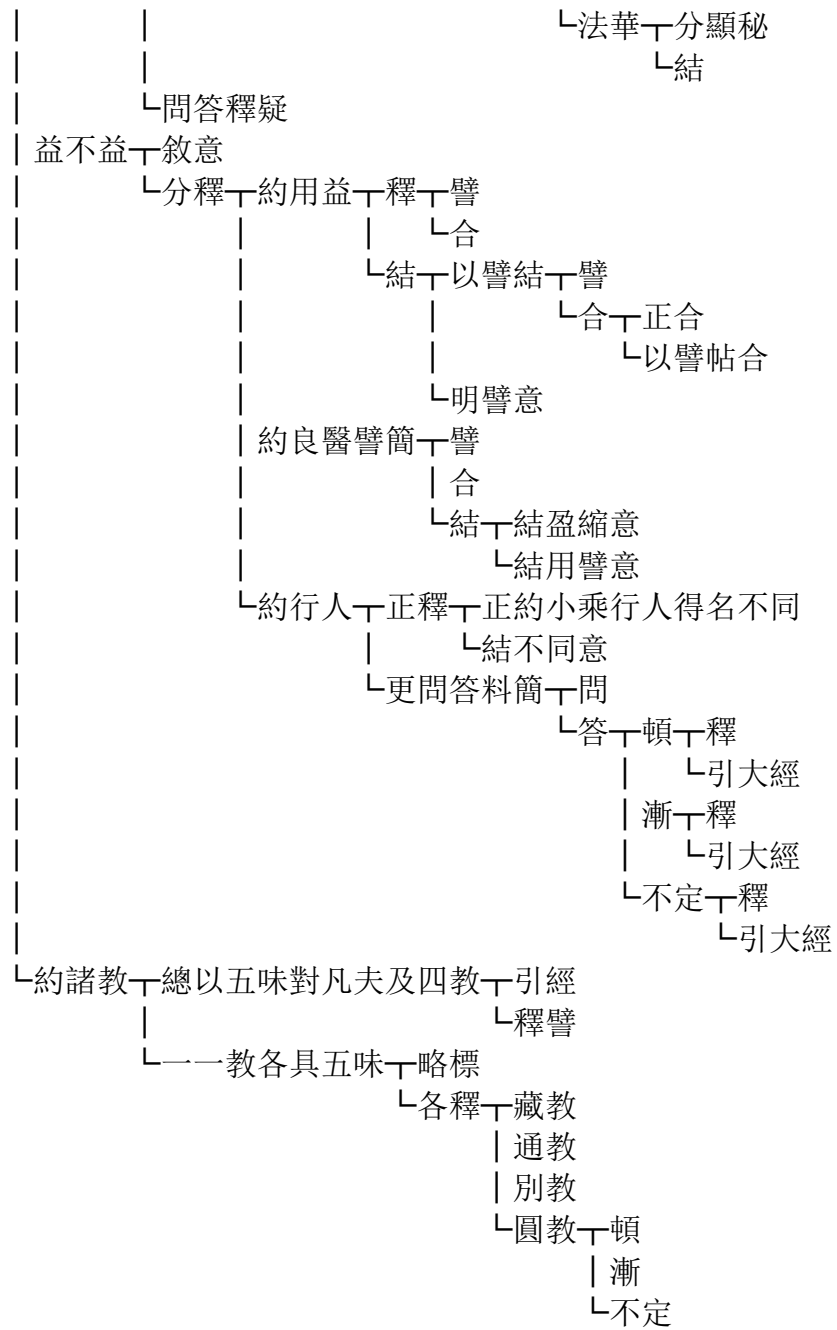 └法華┬分顯秘
└結
└問答釋疑
益不益┬敘意
└分釋┬約用益┬釋┬譬
└合
└結┬以譬結┬譬
└合┬正合
└以譬帖合
└明譬意
約良醫譬簡┬譬
合
└結┬結盈縮意
└結用譬意
└約行人┬正釋┬正約小乘行人得名不同
└結不同意
└更問答料簡┬問
└答┬頓┬釋
└引大經
漸┬釋
└引大經
└不定┬釋
└引大經
└約諸教┬總以五味對凡夫及四教┬引經
└釋譬
└一一教各具五味┬略標
└各釋┬藏教
通教
別教
└圓教┬頓
漸
└不定